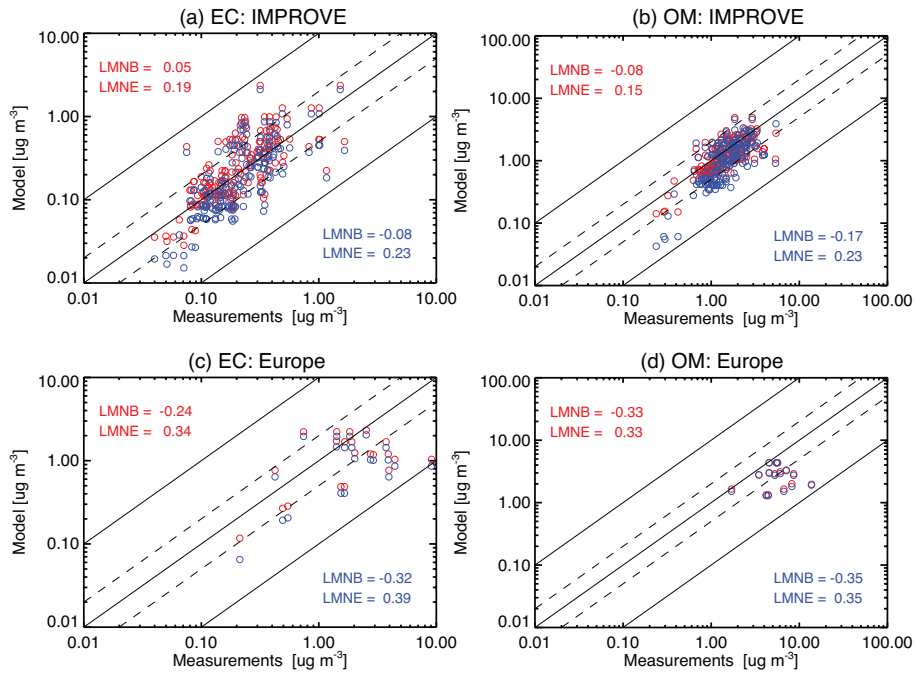 (a) EC: IMPROVE
10.00
1.00
0.10
0.01
Model [ug m-3]
LMNB = 0.05
LMNE = 0.19
LMNB = -0.08
LMNE = 0.23
0.01 0.10 1.00 10.00
Measurements [ug m-3]
(b) OM: IMPROVE
100.00
10.00
1.00
0.10
0.01
Model [ug m-3]
LMNB = -0.08
LMNE = 0.15
LMNB = -0.17
LMNE = 0.23
0.01 0.10 1.00 10.00 100.00
Measurements [ug m-3]
(c) EC: Europe
10.00
1.00
0.10
0.01
Model [ug m-3]
LMNB = -0.24
LMNE = 0.34
LMNB = -0.32
LMNE = 0.39
0.01 0.10 1.00 10.00
Measurements [ug m-3]
(d) OM: Europe
100.00
10.00
1.00
0.10
0.01
Model [ug m-3]
LMNB = -0.33
LMNE = 0.33
LMNB = -0.35
LMNE = 0.35
0.01 0.10 1.00 10.00 100.00
Measurements [ug m-3]